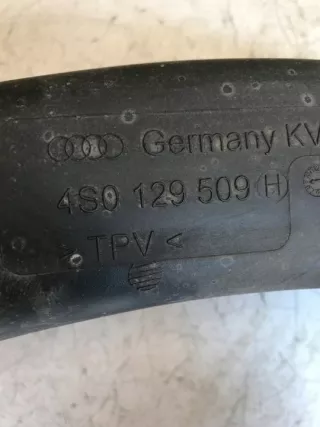 Germany KV
4S0 129 509 H
> TPV <